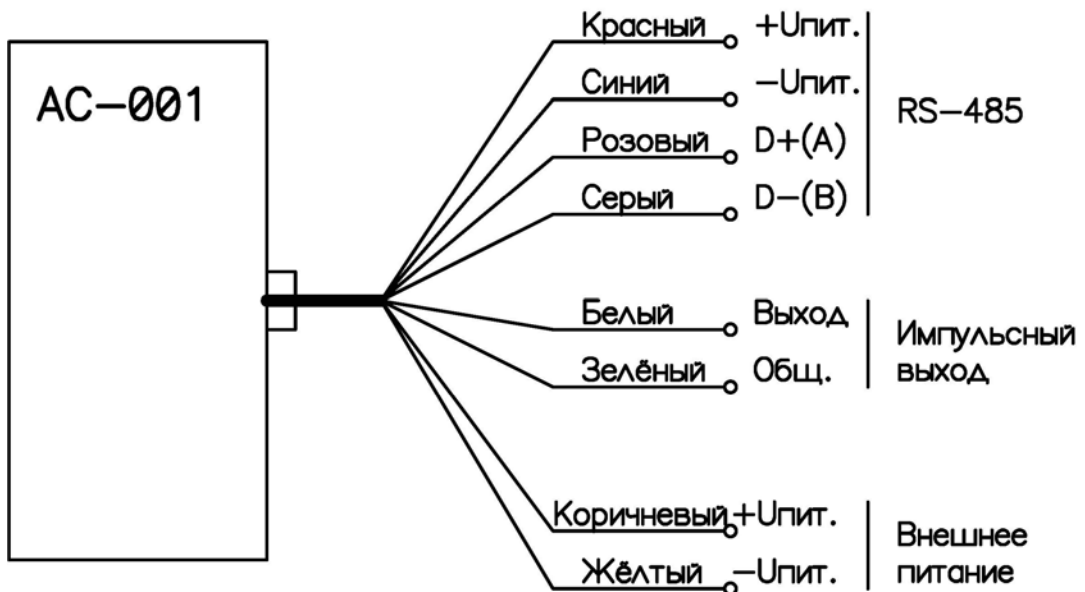 AC-001
Красный +Uпит.
Синий -Uпит.
Розовый D+(A)
Серый D-(B)
RS-485
Белый Выход
Зелёный Общ.
Импульсный
выход
Коричневый +Uпит.
Жёлтый -Uпит.
Внешнее
питание